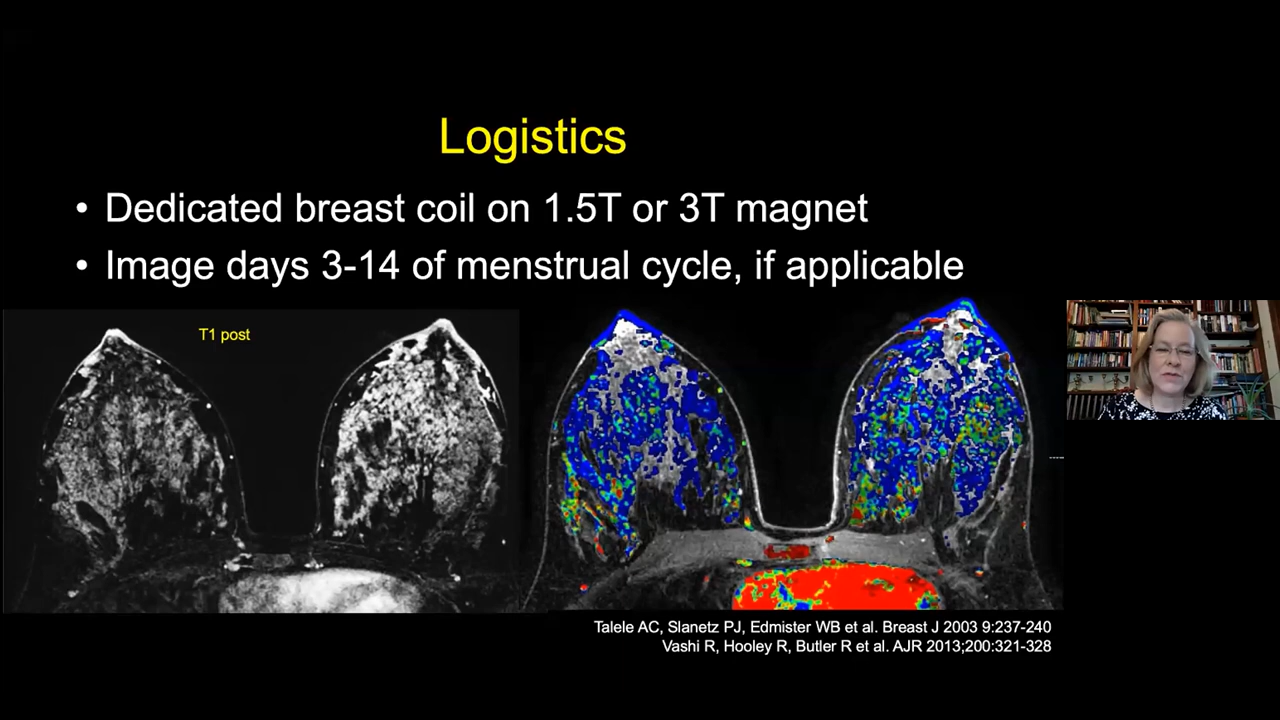 Logistics
• Dedicated breast coil on 1.5T or 3T magnet
• Image days 3-14 of menstrual cycle, if applicable
T1 post
Talele AC, Slanetz PJ, Edmister WB et al. Breast J 2003 9:237-240
Vashi R, Hooley R, Butler R et al. AJR 2013;200:321-328